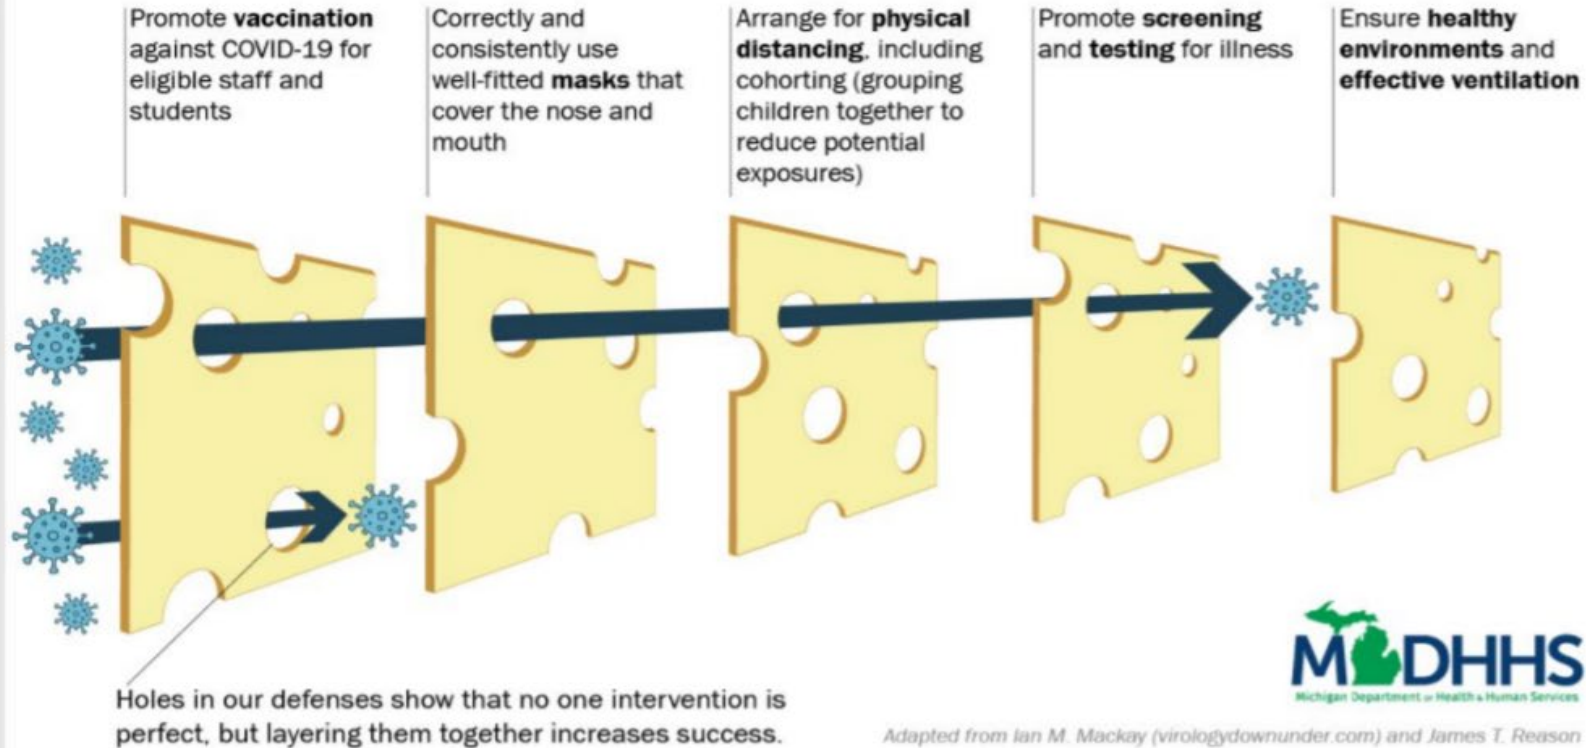 Promote vaccination
against COVID-19 for
eligible staff and
students
Correctly and
consistently use
well-fitted masks that
cover the nose and
mouth
Arrange for physical
distancing, including
cohorting (grouping
children together to
reduce potential
exposures)
Promote screening
and testing for illness
Ensure healthy
environments and
effective ventilation
Holes in our defenses show that no one intervention is
perfect, but layering them together increases success.
MDHHS
Michigan Department of Health & Human Services
Adapted from Ian M. Mackay (virologydownunder.com) and James T. Reason